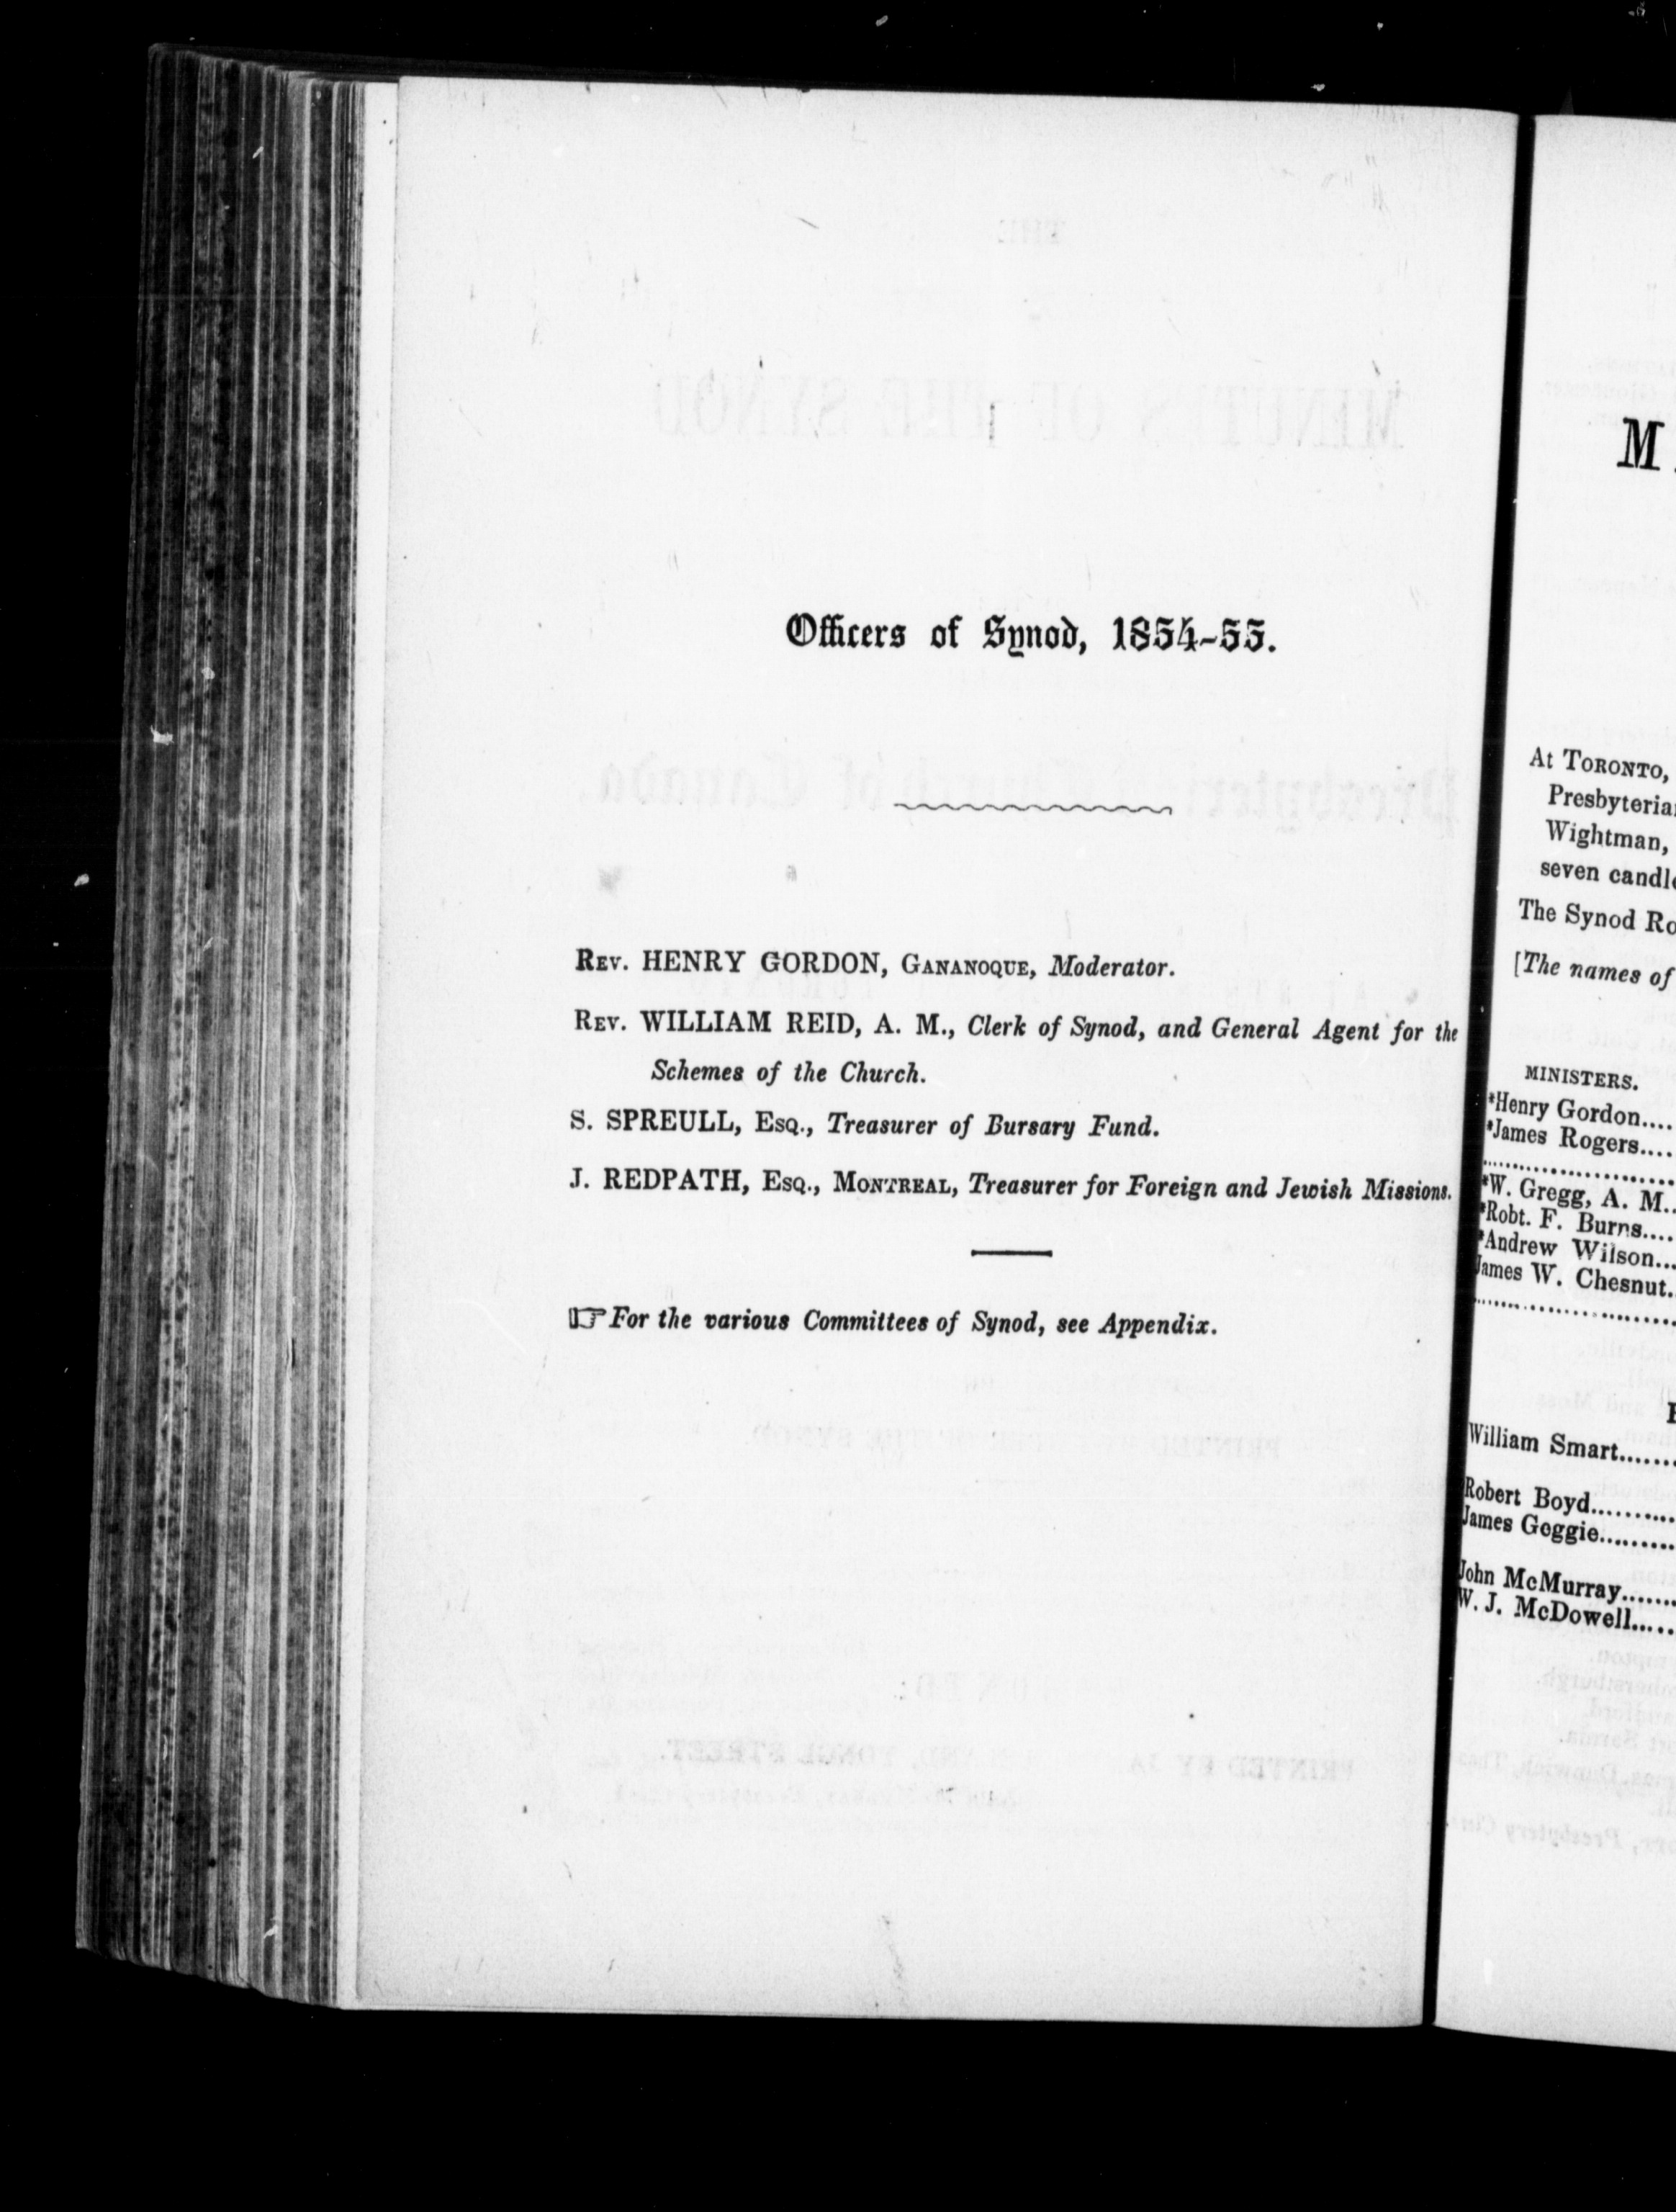 Officers of Synod, 1854-55.
REV. HENRY GORDON, GANANOQUE, Moderator.
REV. WILLIAM REID, A. M., Clerk of Synod, and General Agent for the
Schemes of the Church.
S. SPREULL, ESQ., Treasurer of Bursary Fund.
J. REDPATH, ESQ., MONTREAL, Treasurer for Foreign and Jewish Missions.
☞ For the various Committees of Synod, see Appendix.
At TORONTO,
Presbyteria
Wightman,
seven candl
The Synod Ro
[The names of
MINISTERS.
*Henry Gordon....
*James Rogers....
*W. Gregg, A. M..
*Robt. F. Burns....
*Andrew Wilson...
James W. Chesnut.
William Smart.......
Robert Boyd..........
James Geggie.........
John McMurray.......
W. J. McDowell.....